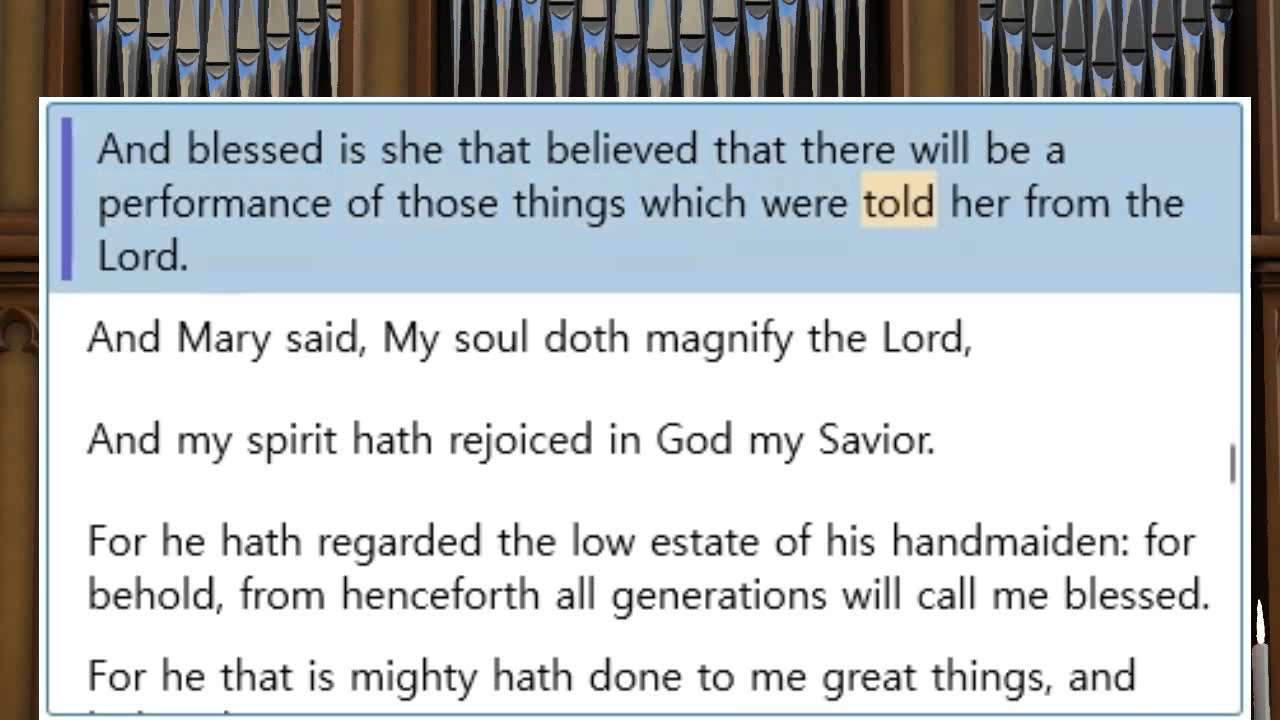 And blessed is she that believed that there will be a
performance of those things which were told her from the
Lord.
And Mary said, My soul doth magnify the Lord,
And my spirit hath rejoiced in God my Savior.
For he hath regarded the low estate of his handmaiden: for
behold, from henceforth all generations will call me blessed.
For he that is mighty hath done to me great things, and